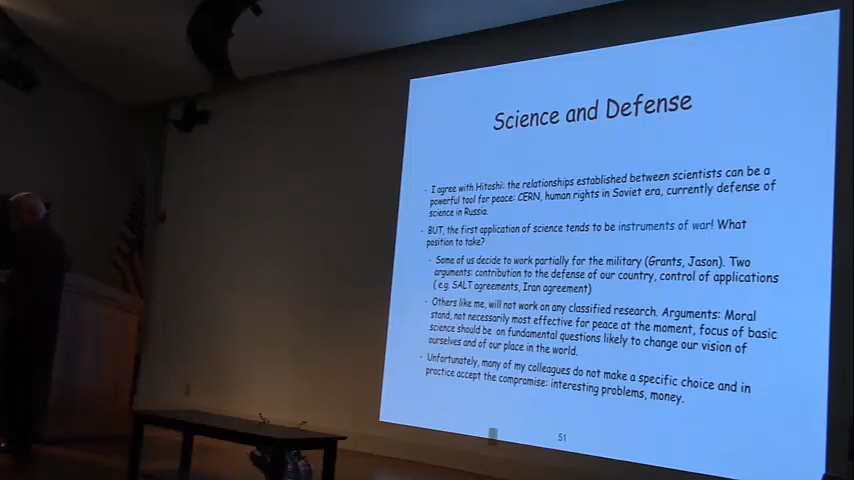 Science and Defense
- I agree with Hitoshi: the relationships established between scientists can be a
powerful tool for peace: CERN, human rights in Soviet era, currently defense of
science in Russia.
- BUT, the first application of science tends to be instruments of war! What
position to take?
- Some of us decide to work partially for the military (Grants, Jason). Two
arguments: contribution to the defense of our country, control of applications
( e.g. SALT agreements, Iran agreement)
- Others like me, will not work on any classified research. Arguments: Moral
stand, not necessarily most effective for peace at the moment, focus of basic
science should be on fundamental questions likely to change our vision of
ourselves and of our place in the world.
- Unfortunately, many of my colleagues do not make a specific choice and in
practice accept the compromise: interesting problems, money.
51